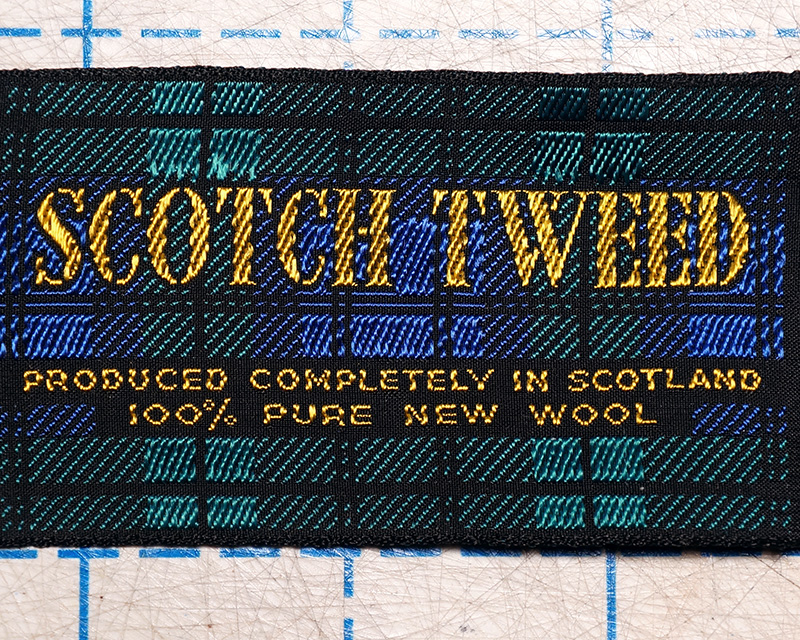 SCOTCH TWEED
PRODUCED COMPLETELY IN SCOTLAND
100% PURE NEW WOOL